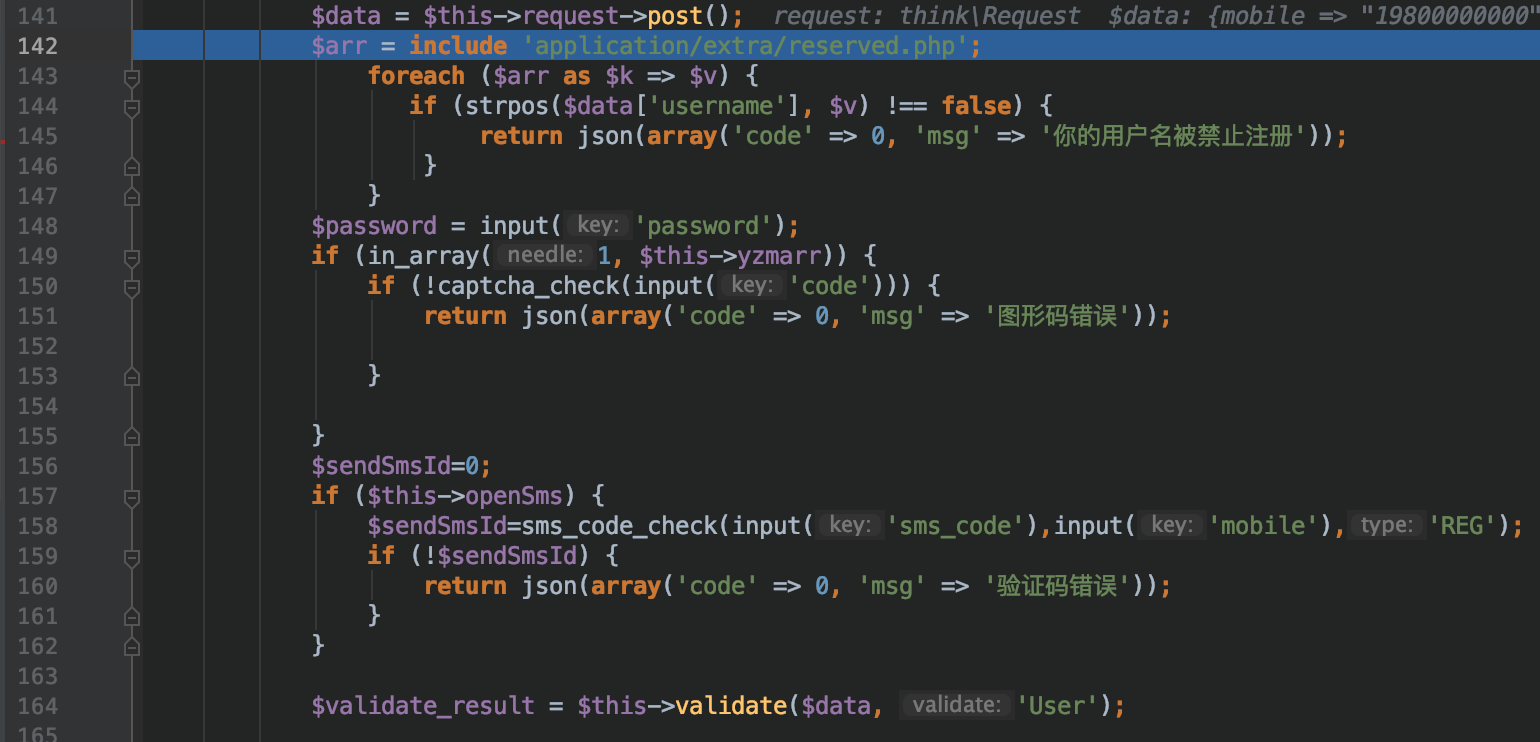 141 $data = $this->request->post(); request: think\Request $data: {mobile => "19800000000"
142 $arr = include 'application/extra/reserved.php';
143 foreach ($arr as $k => $v) {
144 if (strpos($data['username'], $v) !== false) {
145 return json(array('code' => 0, 'msg' => '你的用户名被禁止注册'));
146 }
147 }
148 $password = input( key: 'password');
149 if (in_array( needle: 1, $this->yzmarr)) {
150 if (!captcha_check(input( key: 'code'))) {
151 return json(array('code' => 0, 'msg' => '图形码错误'));
152
153 }
154
155 }
156 $sendSmsId=0;
157 if ($this->openSms) {
158 $sendSmsId=sms_code_check(input( key: 'sms_code'),input( key: 'mobile'), type: 'REG');
159 if (!$sendSmsId) {
160 return json(array('code' => 0, 'msg' => '验证码错误'));
161 }
162 }
163
164 $validate_result = $this->validate($data, validate: 'User');
165